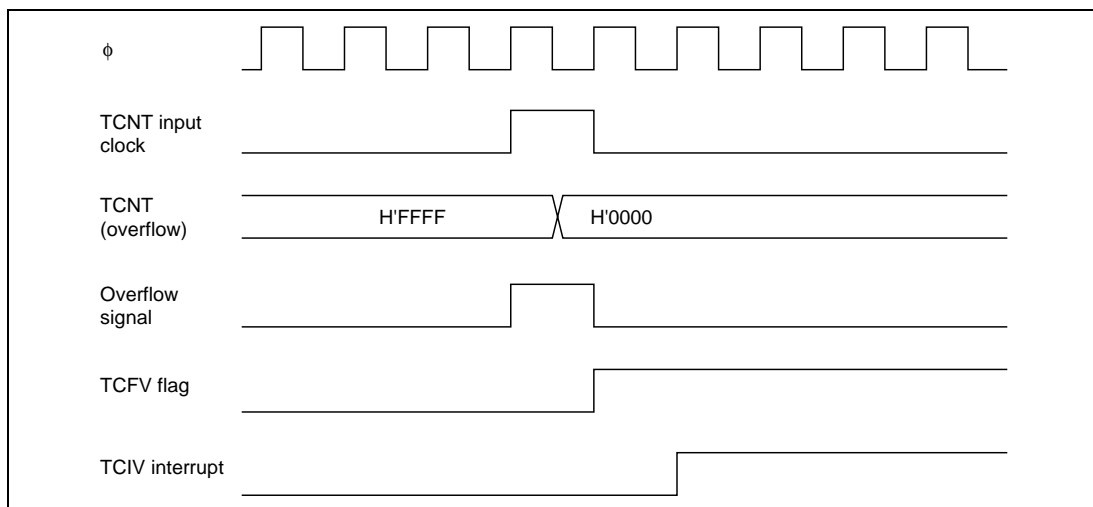 ϕ
TCNT input
clock
TCNT
(overflow)
H'FFFF
H'0000
Overflow
signal
TCFV flag
TCIV interrupt